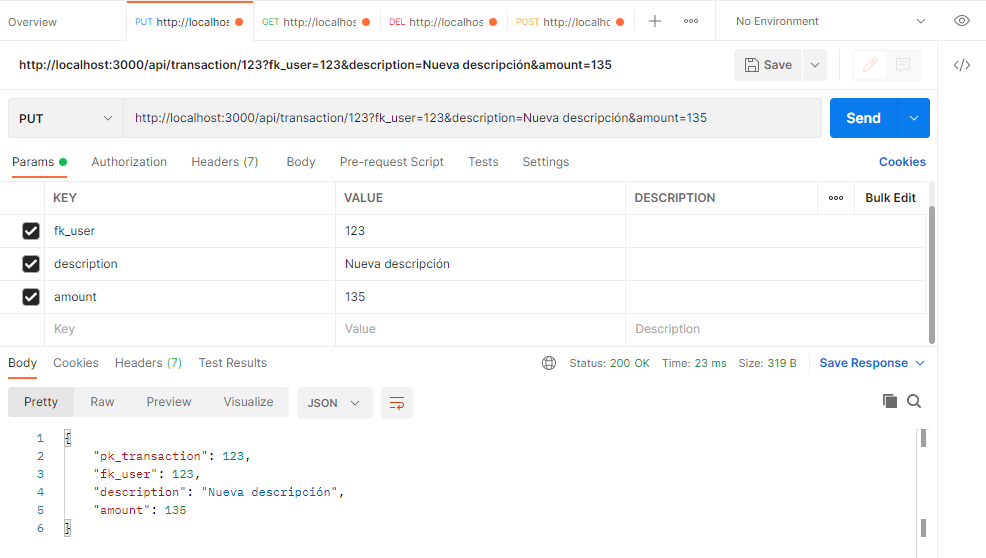 Overview PUT http://localhos GET http://localhos DEL http://localhos POST http://localhc No Environment
http://localhost:3000/api/transaction/123?fk_user=123&description=Nueva descripción&amount=135 Save
PUT http://localhost:3000/api/transaction/123?fk_user=123&description=Nueva descripción&amount=135 Send
Params Authorization Headers (7) Body Pre-request Script Tests Settings Cookies
KEY VALUE DESCRIPTION Bulk Edit
fk_user 123
description Nueva descripción
amount 135
Key Value Description
Body Cookies Headers (7) Test Results Status: 200 OK Time: 23 ms Size: 319 B Save Response
Pretty Raw Preview Visualize JSON
1 {
2 "pk_transaction": 123,
3 "fk_user": 123,
4 "description": "Nueva descripción",
5 "amount": 135
6 }